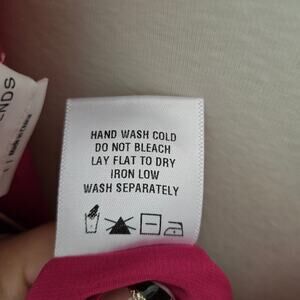 HAND WASH COLD
DO NOT BLEACH
LAY FLAT TO DRY
IRON LOW
WASH SEPARATELY